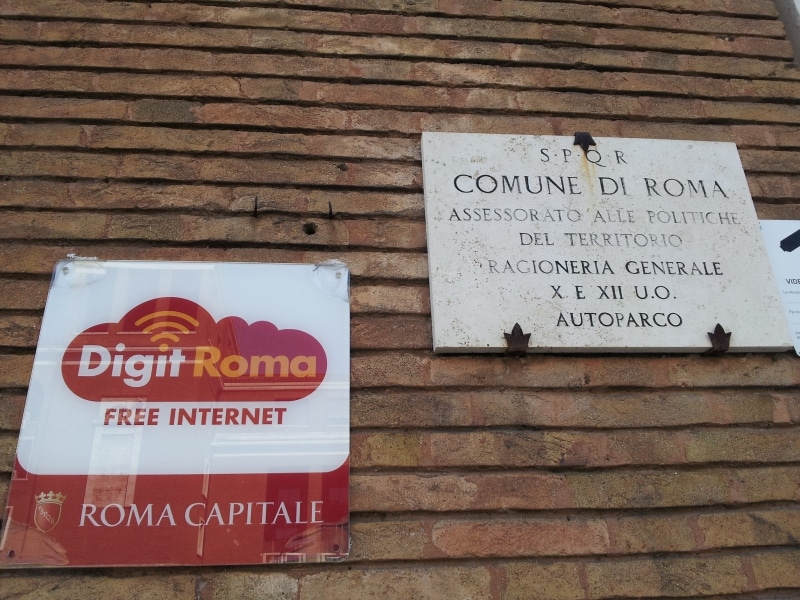 S·P·Q·R
COMUNE DI ROMA
ASSESSORATO ALLE POLITICHE
DEL TERRITORIO
RAGIONERIA GENERALE
X E XII U.O.
AUTOPARCO
Digit Roma
FREE INTERNET
ROMA CAPITALE